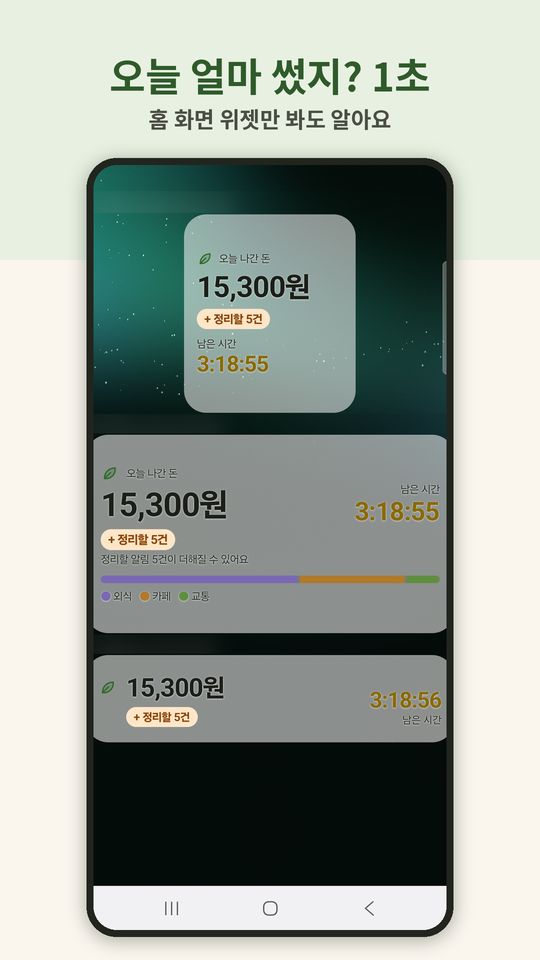 오늘 얼마 썼지? 1초
홈 화면 위젯만 봐도 알아요
오늘 나간 돈
15,300원
+ 정리할 5건
남은 시간
3:18:55
오늘 나간 돈
15,300원
+ 정리할 5건
정리할 알림 5건이 더해질 수 있어요
남은 시간
3:18:55
외식 카페 교통
15,300원
+ 정리할 5건
3:18:56
남은 시간